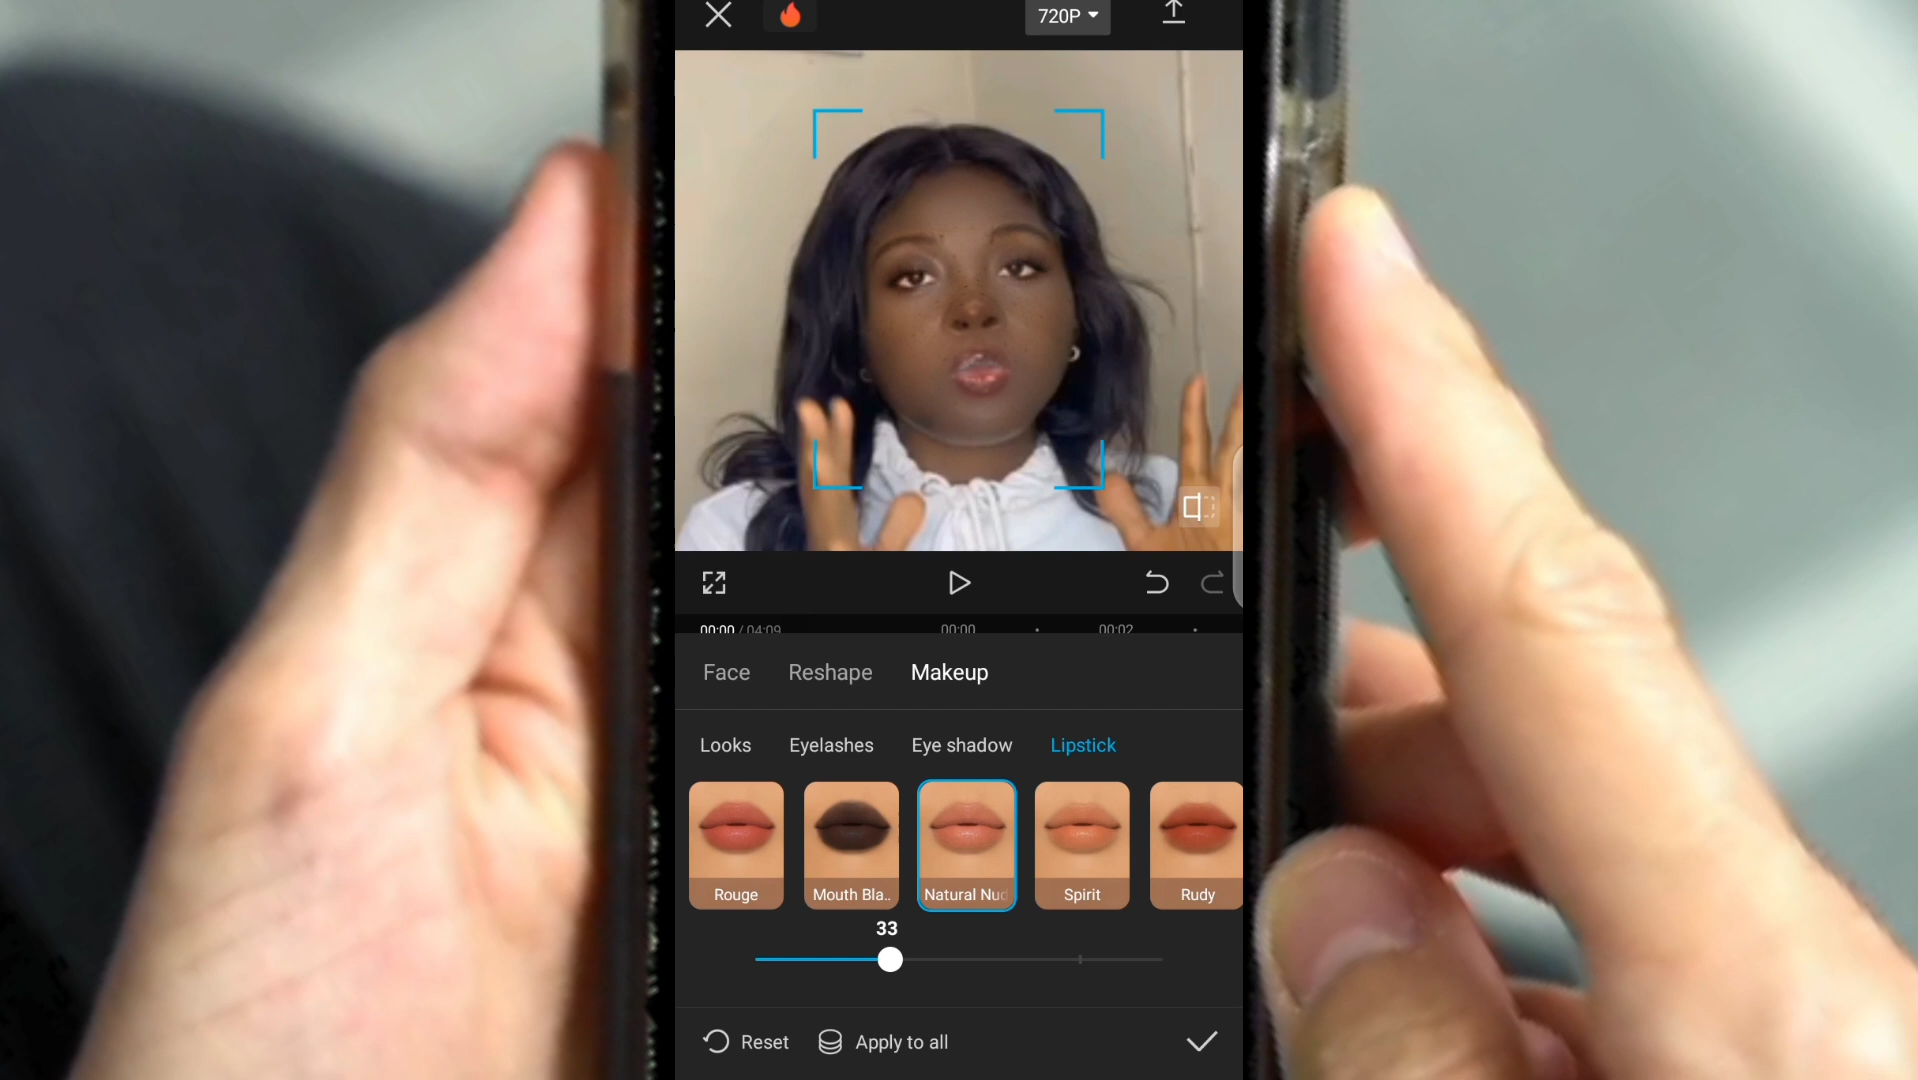 720P
00:00 / 04:09 00:00 00:02
Face Reshape Makeup
Looks Eyelashes Eye shadow Lipstick
Rouge Mouth Bla.. Natural Nud Spirit Rudy
33
Reset Apply to all